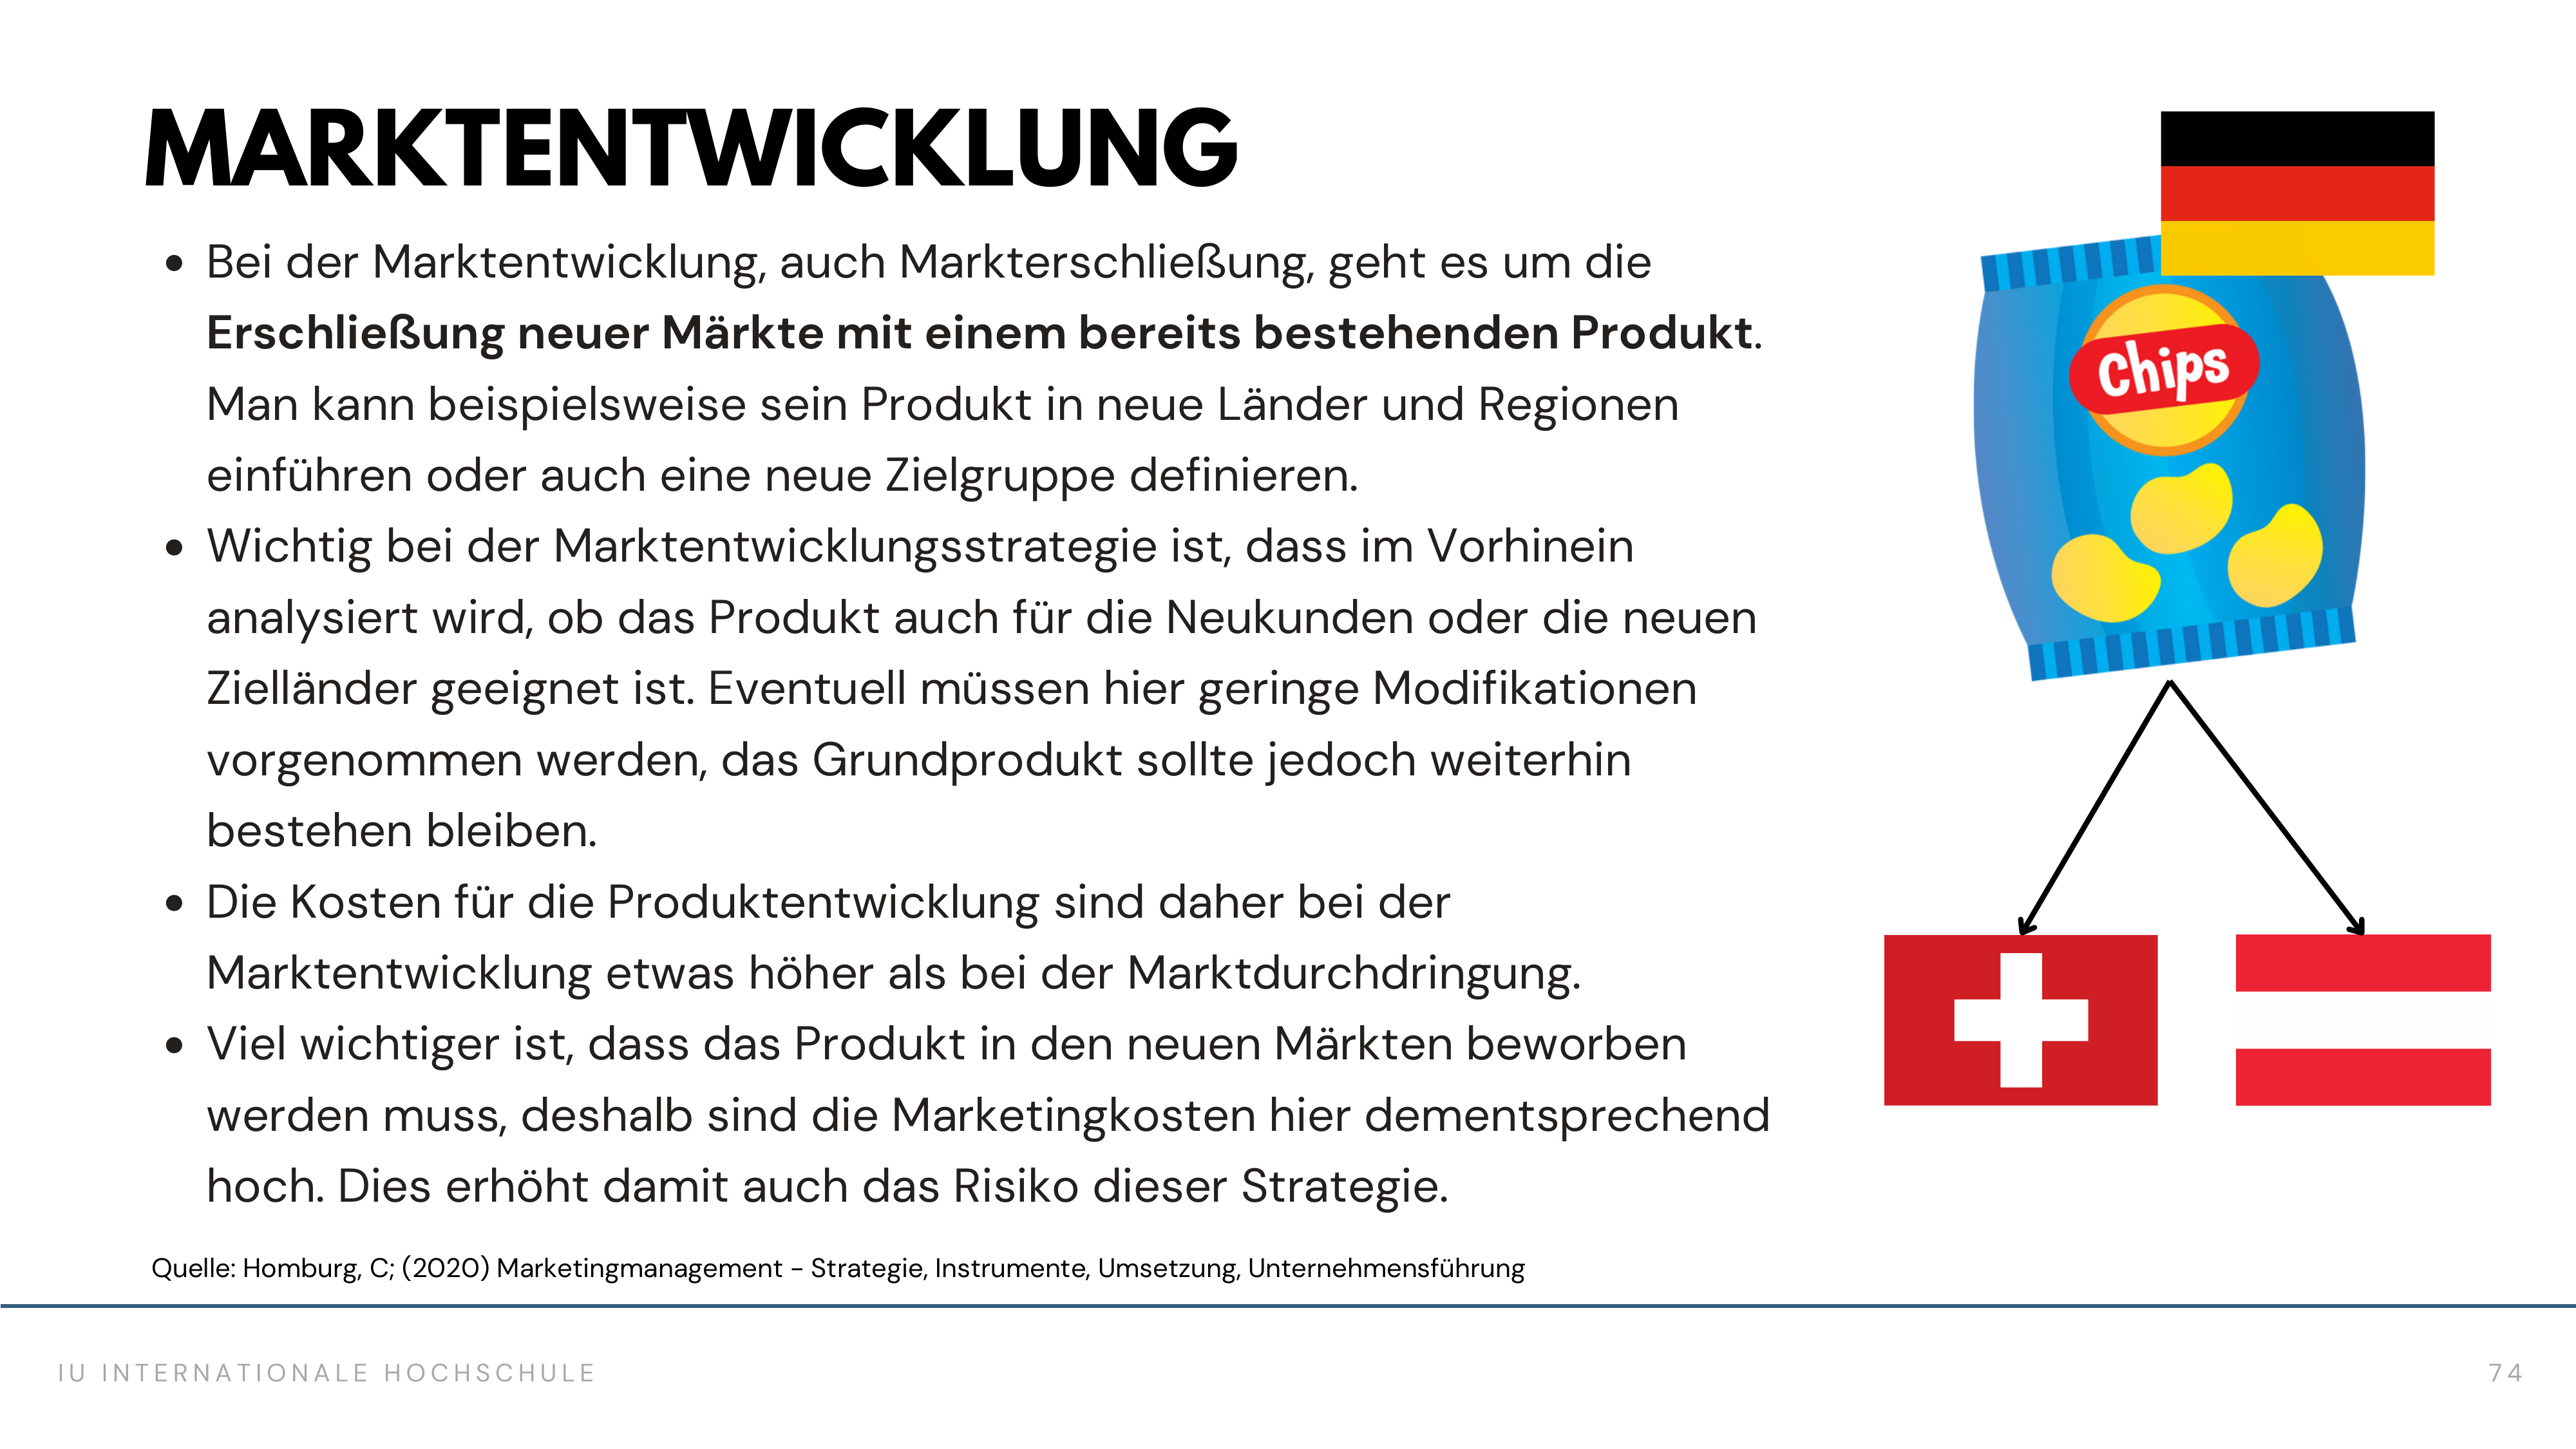 MARKTENTWICKLUNG
• Bei der Marktentwicklung, auch Markterschließung, geht es um die
Erschließung neuer Märkte mit einem bereits bestehenden Produkt.
Man kann beispielsweise sein Produkt in neue Länder und Regionen
einführen oder auch eine neue Zielgruppe definieren.
• Wichtig bei der Marktentwicklungsstrategie ist, dass im Vorhinein
analysiert wird, ob das Produkt auch für die Neukunden oder die neuen
Zielländer geeignet ist. Eventuell müssen hier geringe Modifikationen
vorgenommen werden, das Grundprodukt sollte jedoch weiterhin
bestehen bleiben.
• Die Kosten für die Produktentwicklung sind daher bei der
Marktentwicklung etwas höher als bei der Marktdurchdringung.
• Viel wichtiger ist, dass das Produkt in den neuen Märkten beworben
werden muss, deshalb sind die Marketingkosten hier dementsprechend
hoch. Dies erhöht damit auch das Risiko dieser Strategie.
Chips
Quelle: Homburg, C; (2020) Marketingmanagement - Strategie, Instrumente, Umsetzung, Unternehmensführung
IU INTERNATIONALE HOCHSCHULE
74